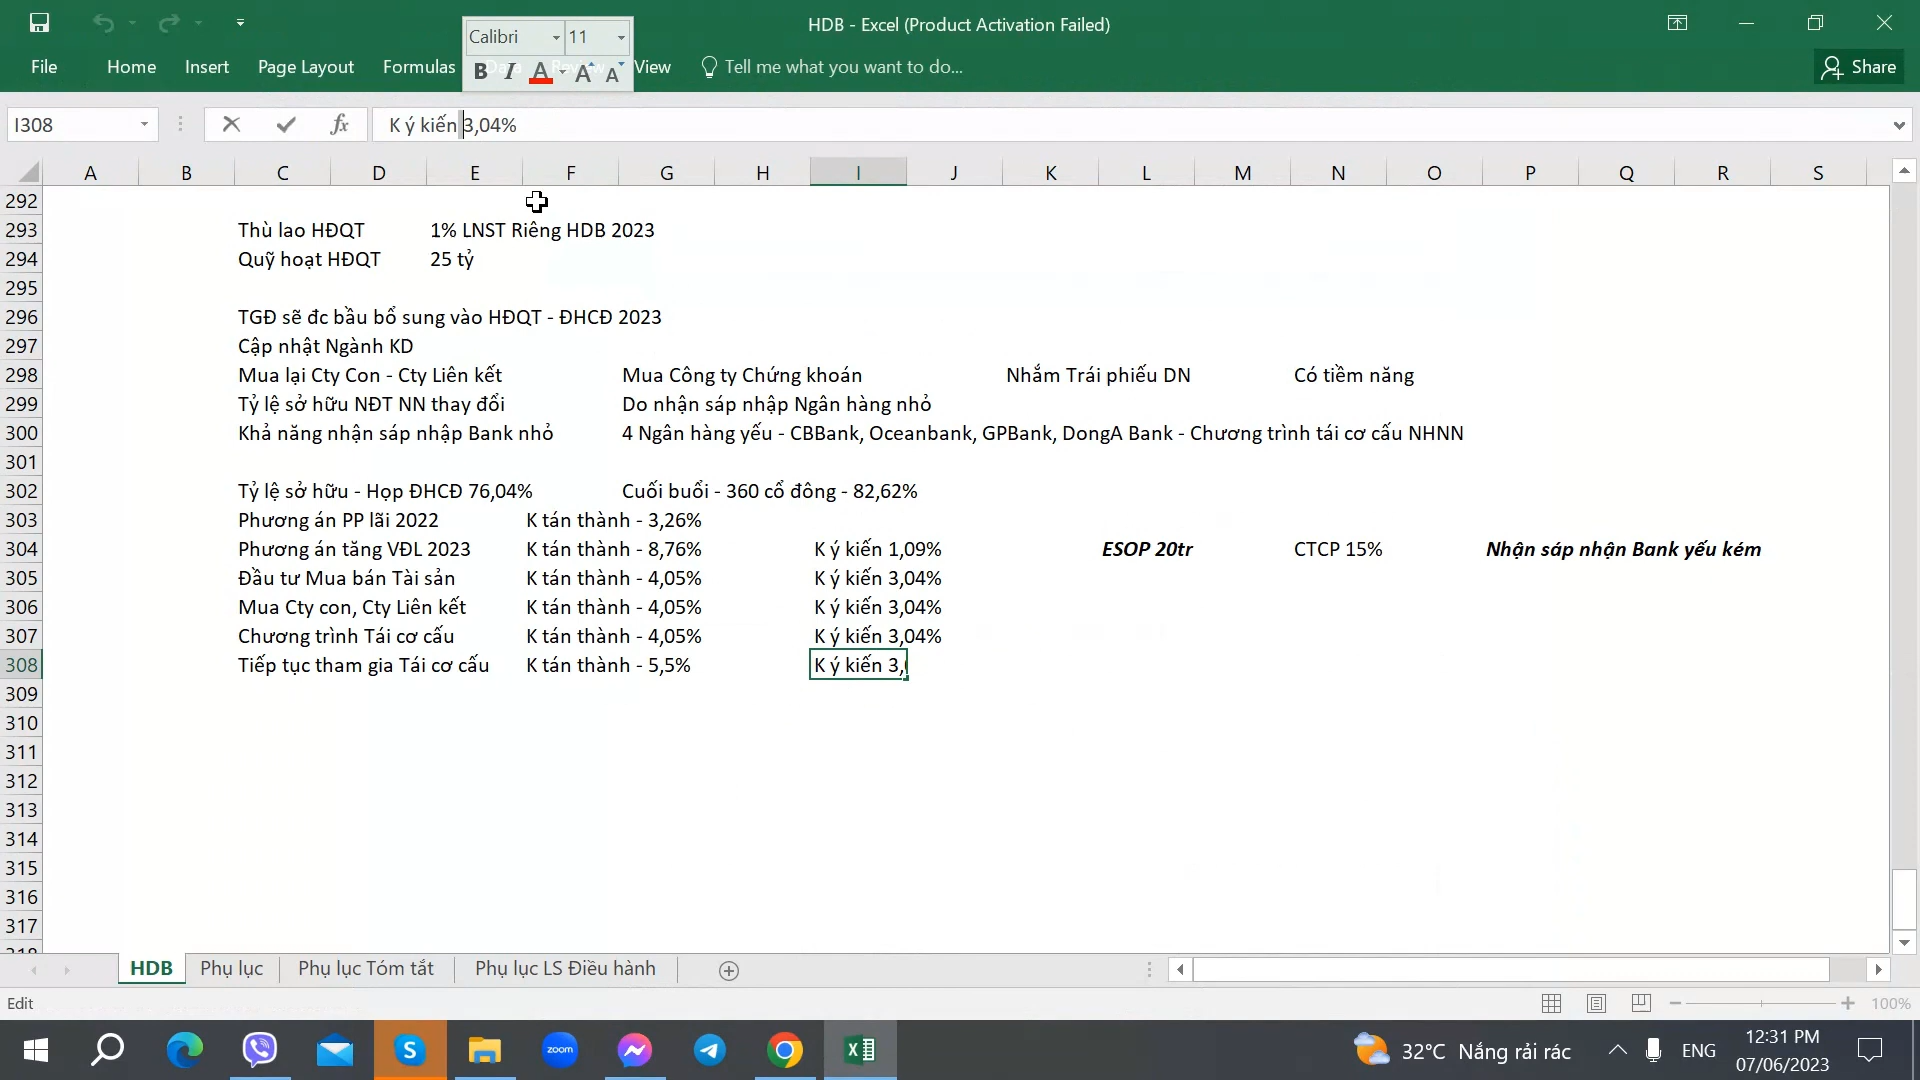 HDB - Excel (Product Activation Failed)
Calibri 11
File Home Insert Page Layout Formulas View Tell me what you want to do... Share
B I A A A
I308 fx K ý kiến 3,04%
A B C D E F G H I J K L M N O P Q R S
292
293 Thù lao HĐQT 1% LNST Riêng HDB 2023
294 Quỹ hoạt HĐQT 25 tỷ
295
296 TGĐ sẽ đc bầu bổ sung vào HĐQT - ĐHCĐ 2023
297 Cập nhật Ngành KD
298 Mua lại Cty Con - Cty Liên kết Mua Công ty Chứng khoán Nhắm Trái phiếu DN Có tiềm năng
299 Tỷ lệ sở hữu NĐT NN thay đổi Do nhận sáp nhập Ngân hàng nhỏ
300 Khả năng nhận sáp nhập Bank nhỏ 4 Ngân hàng yếu - CBBank, Oceanbank, GPBank, DongA Bank - Chương trình tái cơ cấu NHNN
301
302 Tỷ lệ sở hữu - Họp ĐHCĐ 76,04% Cuối buổi - 360 cổ đông - 82,62%
303 Phương án PP lãi 2022 K tán thành - 3,26%
304 Phương án tăng VĐL 2023 K tán thành - 8,76% K ý kiến 1,09% ESOP 20tr CTCP 15% Nhận sáp nhận Bank yếu kém
305 Đầu tư Mua bán Tài sản K tán thành - 4,05% K ý kiến 3,04%
306 Mua Cty con, Cty Liên kết K tán thành - 4,05% K ý kiến 3,04%
307 Chương trình Tái cơ cấu K tán thành - 4,05% K ý kiến 3,04%
308 Tiếp tục tham gia Tái cơ cấu K tán thành - 5,5% K ý kiến 3,
309
310
311
312
313
314
315
316
317
HDB Phụ lục Phụ lục Tóm tắt Phụ lục LS Điều hành
Edit 100%
zoom 32°C Nắng rải rác ENG 12:31 PM
07/06/2023